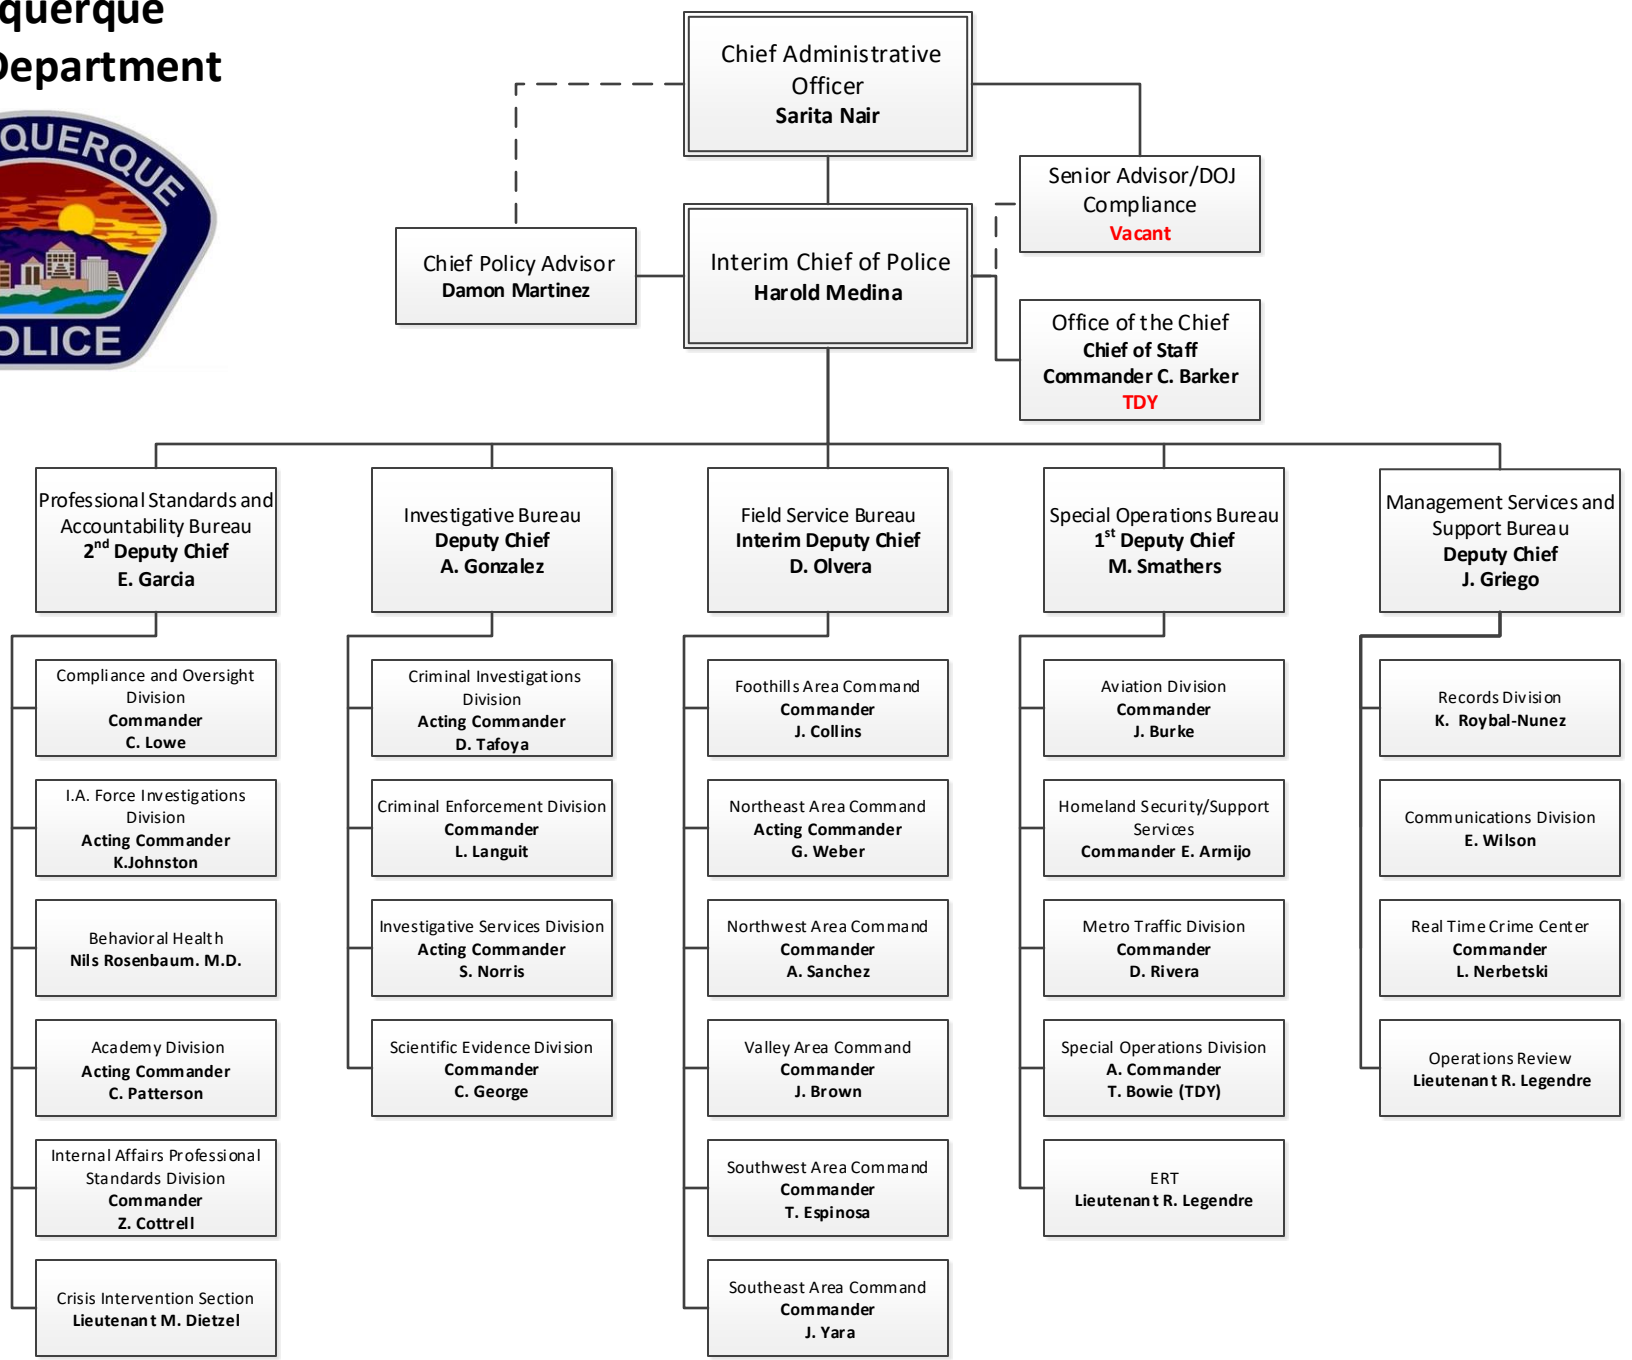 querque
Department
QUERQUE
OLICE
Chief Administrative
Officer
Sarita Nair
Senior Advisor/DOJ
Compliance
Vacant
Chief Policy Advisor
Damon Martinez
Interim Chief of Police
Harold Medina
Office of the Chief
Chief of Staff
Commander C. Barker
TDY
Professional Standards and
Accountability Bureau
2nd Deputy Chief
E. Garcia
Investigative Bureau
Deputy Chief
A. Gonzalez
Field Service Bureau
Interim Deputy Chief
D. Olvera
Special Operations Bureau
1st Deputy Chief
M. Smathers
Management Services and
Support Bureau
Deputy Chief
J. Griego
Compliance and Oversight
Division
Commander
C. Lowe
I.A. Force Investigations
Division
Acting Commander
K.Johnston
Behavioral Health
Nils Rosenbaum. M.D.
Academy Division
Acting Commander
C. Patterson
Internal Affairs Professional
Standards Division
Commander
Z. Cottrell
Crisis Intervention Section
Lieutenant M. Dietzel
Criminal Investigations
Division
Acting Commander
D. Tafoya
Criminal Enforcement Division
Commander
L. Languit
Investigative Services Division
Acting Commander
S. Norris
Scientific Evidence Division
Commander
C. George
Foothills Area Command
Commander
J. Collins
Northeast Area Command
Acting Commander
G. Weber
Northwest Area Command
Commander
A. Sanchez
Valley Area Command
Commander
J. Brown
Southwest Area Command
Commander
T. Espinosa
Southeast Area Command
Commander
J. Yara
Aviation Division
Commander
J. Burke
Homeland Security/Support
Services
Commander E. Armijo
Metro Traffic Division
Commander
D. Rivera
Special Operations Division
A. Commander
T. Bowie (TDY)
ERT
Lieutenant R. Legendre
Records Division
K. Roybal-Nunez
Communications Division
E. Wilson
Real Time Crime Center
Commander
L. Nerbetski
Operations Review
Lieutenant R. Legendre